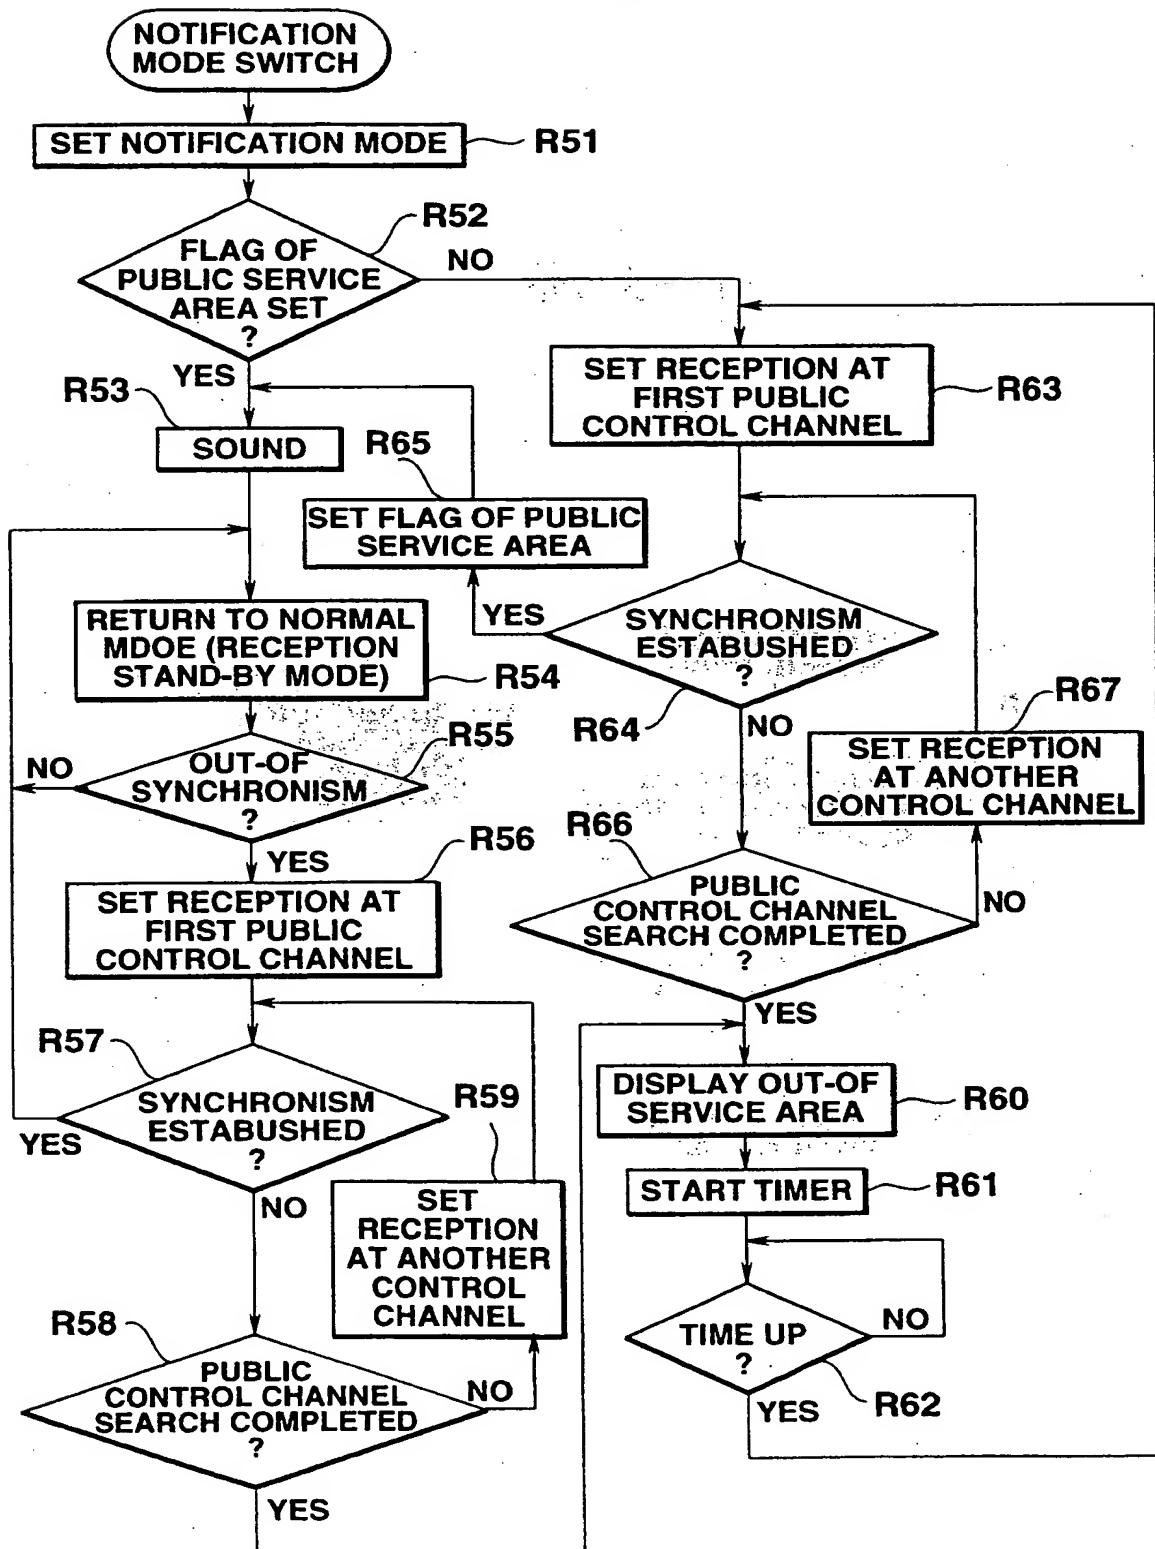 NOTIFICATION
MODE SWITCH
SET NOTIFICATION MODE
R51
R52
FLAG OF
PUBLIC SERVICE
AREA SET
?
NO
YES
R53
SOUND
R65
SET FLAG OF PUBLIC
SERVICE AREA
SET RECEPTION AT
FIRST PUBLIC
CONTROL CHANNEL
R63
RETURN TO NORMAL
MDOE (RECEPTION
STAND-BY MODE)
R54
YES
SYNCHRONISM
ESTABUSHED
?
R64
NO
R67
SET RECEPTION
AT ANOTHER
CONTROL CHANNEL
R55
NO
OUT-OF
SYNCHRONISM
?
YES
R56
SET RECEPTION AT
FIRST PUBLIC
CONTROL CHANNEL
R66
PUBLIC
CONTROL CHANNEL
SEARCH COMPLETED
?
NO
YES
R57
SYNCHRONISM
ESTABUSHED
?
YES
NO
R59
SET
RECEPTION
AT ANOTHER
CONTROL
CHANNEL
DISPLAY OUT-OF
SERVICE AREA
R60
START TIMER
R61
R58
PUBLIC
CONTROL CHANNEL
SEARCH COMPLETED
?
NO
YES
TIME UP
?
NO
R62
YES